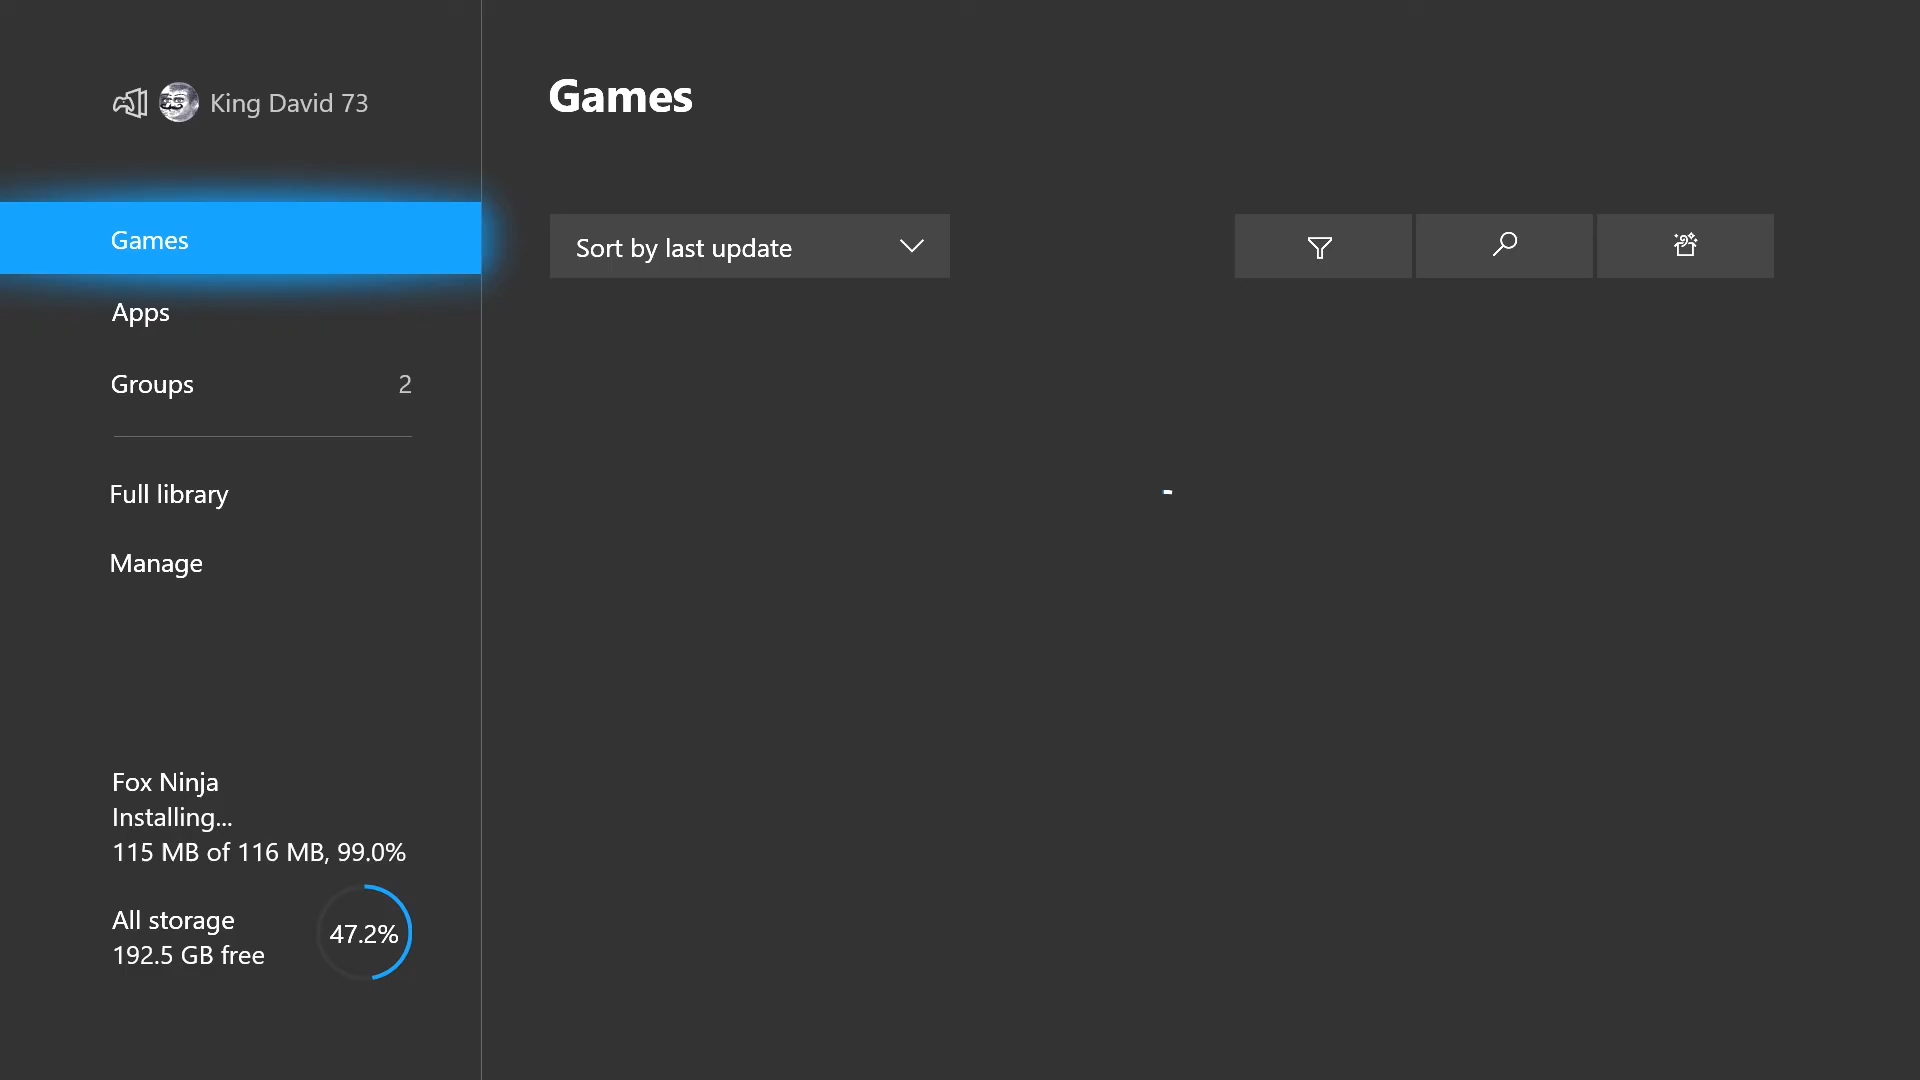 King David 73
Games
Apps
Groups 2
Full library
Manage
Fox Ninja
Installing...
115 MB of 116 MB, 99.0%
All storage
192.5 GB free
47.2%
Games
Sort by last update